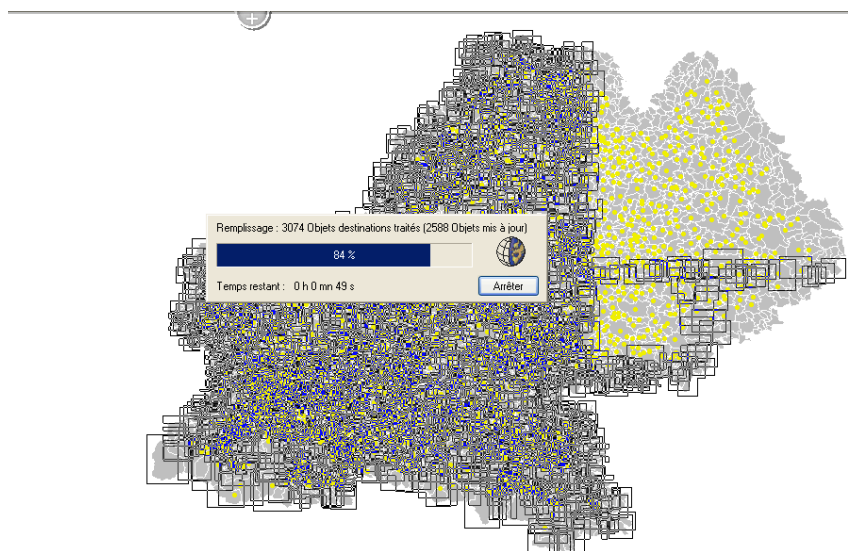 Remplissage : 3074 Objets destinations traités (2588 Objets mis à jour)
84 %
Temps restant : 0 h 0 mn 49 s
Arrêter